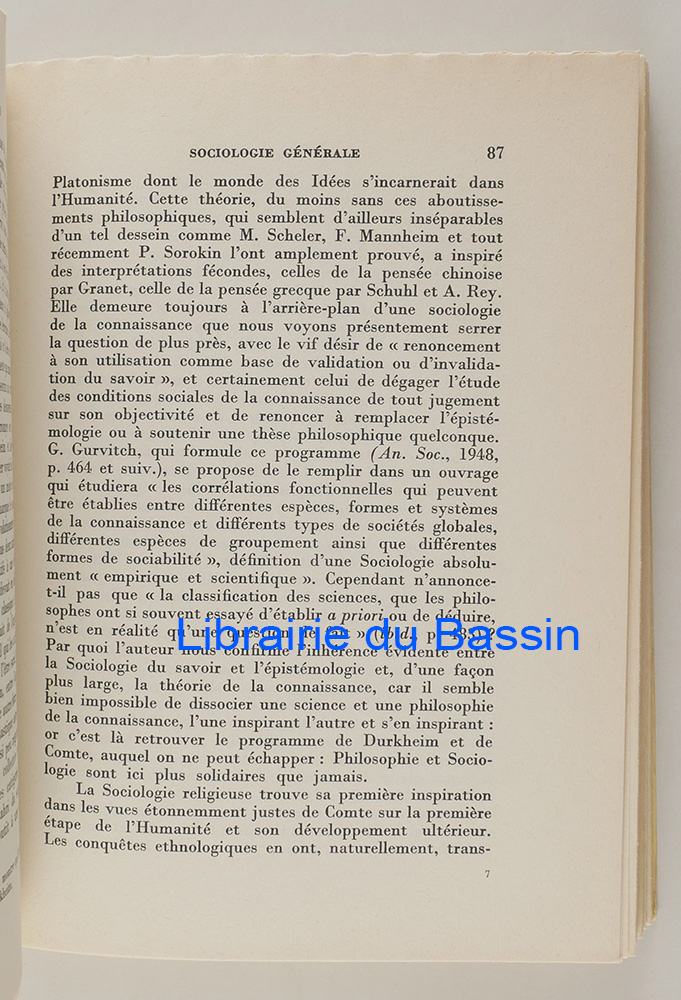 SOCIOLOGIE GÉNÉRALE 87
Platonisme dont le monde des Idées s'incarnerait dans
l'Humanité. Cette théorie, du moins sans ces aboutisse-
ments philosophiques, qui semblent d'ailleurs inséparables
d'un tel dessein comme M. Scheler, F. Mannheim et tout
récemment P. Sorokin l'ont amplement prouvé, a inspiré
des interprétations fécondes, celles de la pensée chinoise
par Granet, celle de la pensée grecque par Schuhl et A. Rey.
Elle demeure toujours à l'arrière-plan d'une sociologie
de la connaissance que nous voyons présentement serrer
la question de plus près, avec le vif désir de « renoncement
à son utilisation comme base de validation ou d'invalida-
tion du savoir », et certainement celui de dégager l'étude
des conditions sociales de la connaissance de tout jugement
sur son objectivité et de renoncer à remplacer l'épisté-
mologie ou à soutenir une thèse philosophique quelconque.
G. Gurvitch, qui formule ce programme (An. Soc., 1948,
p. 464 et suiv.), se propose de le remplir dans un ouvrage
qui étudiera « les corrélations fonctionnelles qui peuvent
être établies entre différentes espèces, formes et systèmes
de la connaissance et différents types de sociétés globales,
différentes espèces de groupement ainsi que différentes
formes de sociabilité », définition d'une Sociologie absolu-
ment « empirique et scientifique ». Cependant n'annonce-
t-il pas que « la classification des sciences, que les philo-
sophes ont si souvent essayé d'établir a priori ou de déduire,
n'est en réalité qu'une question de fait » p.
Librairie du Bassin
Par quoi l'auteur nous confirme l'inhérence évidente entre
la Sociologie du savoir et l'épistémologie et, d'une façon
plus large, la théorie de la connaissance, car il semble
bien impossible de dissocier une science et une philosophie
de la connaissance, l'une inspirant l'autre et s'en inspirant :
or c'est là retrouver le programme de Durkheim et de
Comte, auquel on ne peut échapper : Philosophie et Socio-
logie sont ici plus solidaires que jamais.
La Sociologie religieuse trouve sa première inspiration
dans les vues étonnemment justes de Comte sur la première
étape de l'Humanité et son développement ultérieur.
Les conquêtes ethnologiques en ont, naturellement, trans-
7